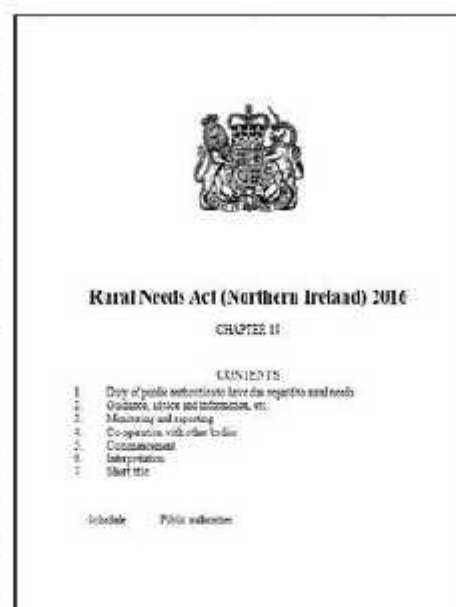 Rural Needs Act (Northern Ireland) 2016
CHAPTER 19
CONTENTS
1. Duty of public authorities to have due regard to rural needs
2. Guidance, advice and information, etc.
3. Monitoring and reporting
4. Co-operation with other bodies
5. Commencement
6. Interpretation
7. Short title
Schedule Public authorities